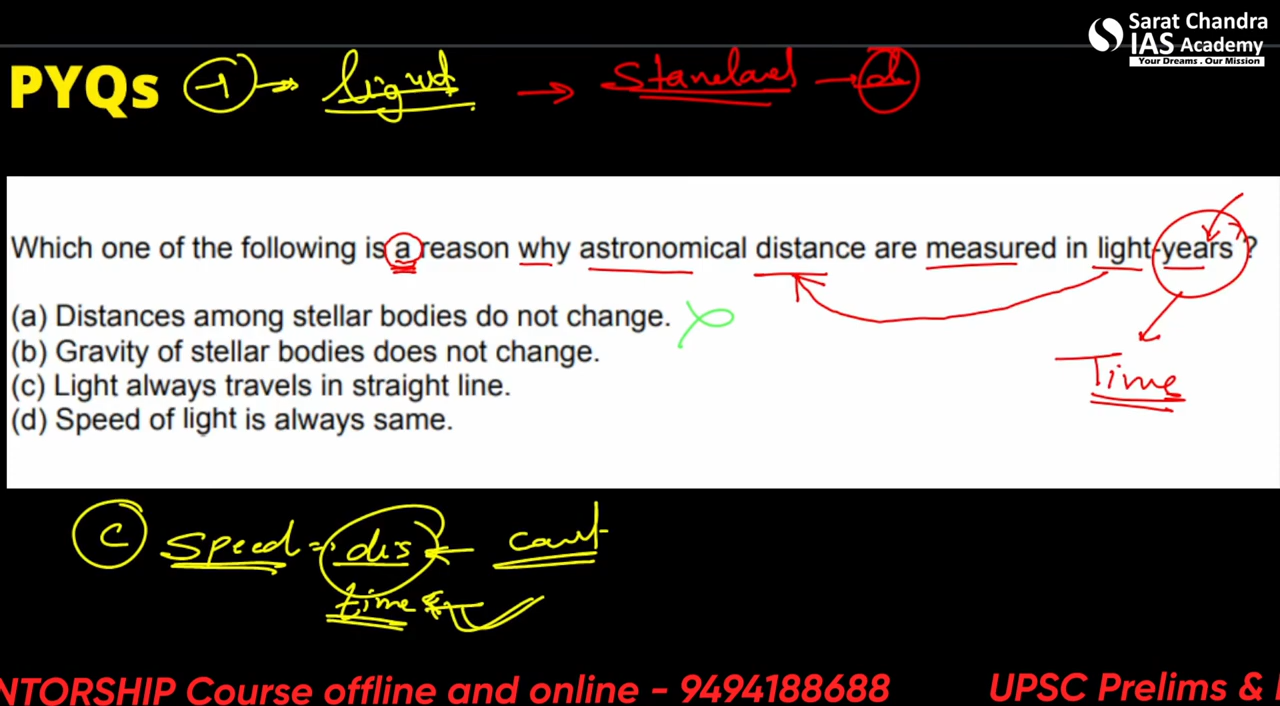 Sarat Chandra
IAS Academy
Your Dreams . Our Mission
PYQs → light → Standard → d
Which one of the following is a reason why astronomical distance are measured in light-years ?
(a) Distances among stellar bodies do not change.
(b) Gravity of stellar bodies does not change.
(c) Light always travels in straight line.
(d) Speed of light is always same.
Time
C Speed = dis ←
time
NTORSHIP Course offline and online - 9494188688 UPSC Prelims &